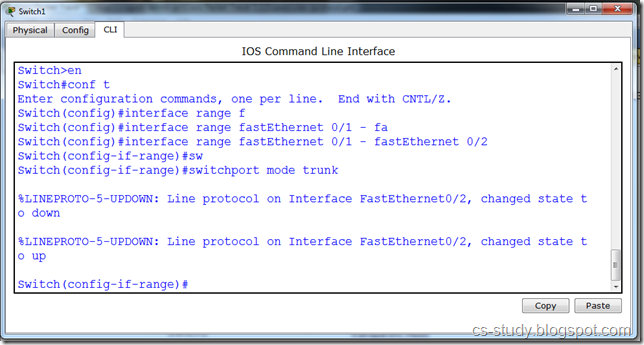 Switch1
Physical Config CLI
IOS Command Line Interface
Switch>en
Switch#conf t
Enter configuration commands, one per line.  End with CNTL/Z.
Switch(config)#interface range f
Switch(config)#interface range fastEthernet 0/1 - fa
Switch(config)#interface range fastEthernet 0/1 - fastEthernet 0/2
Switch(config-if-range)#sw
Switch(config-if-range)#switchport mode trunk
%LINEPROTO-5-UPDOWN: Line protocol on Interface FastEthernet0/2, changed state t
o down
%LINEPROTO-5-UPDOWN: Line protocol on Interface FastEthernet0/2, changed state t
o up
Switch(config-if-range)#
Copy Paste
cs-study.blogspot.com